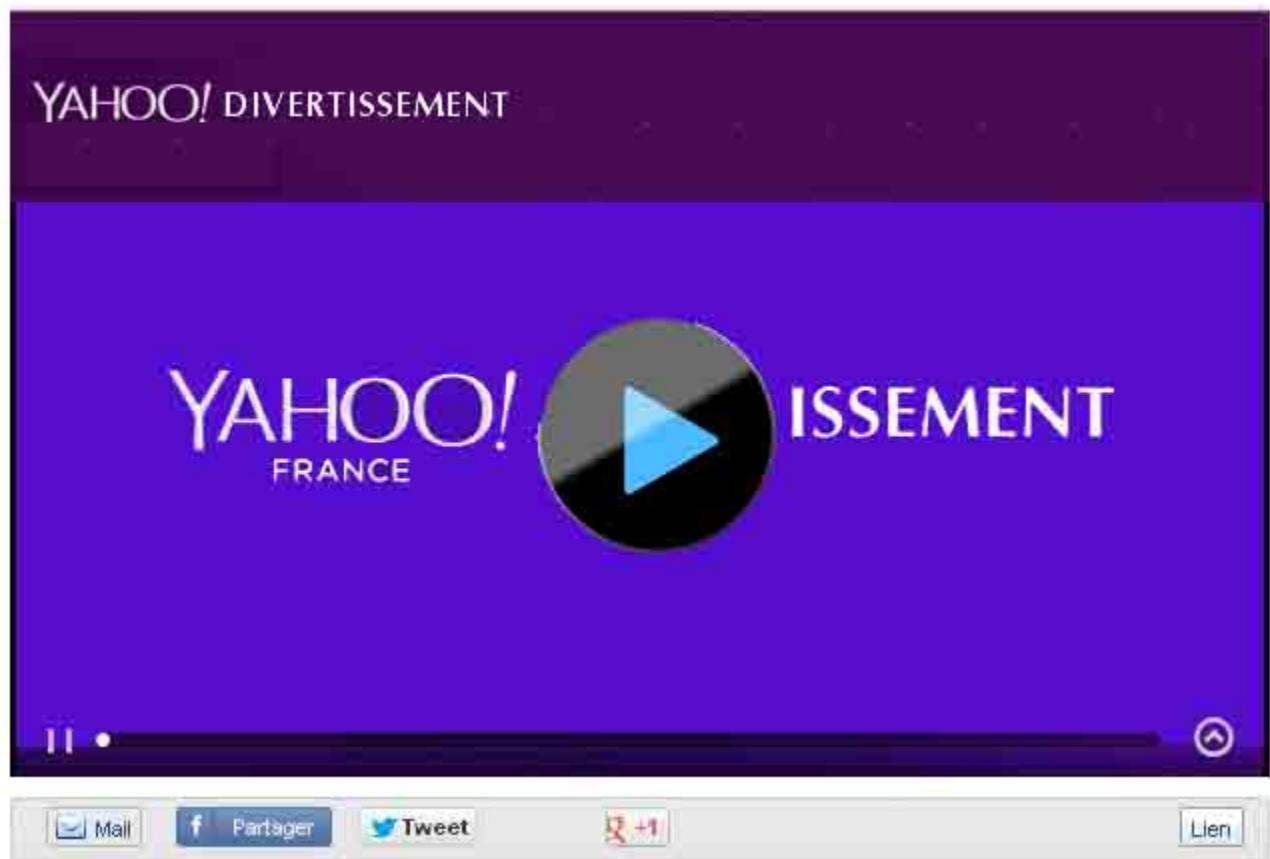 YAHOO! DIVERTISSEMENT
YAHOO! ISSEMENT
FRANCE
Mail f Partager Tweet +1 Lien